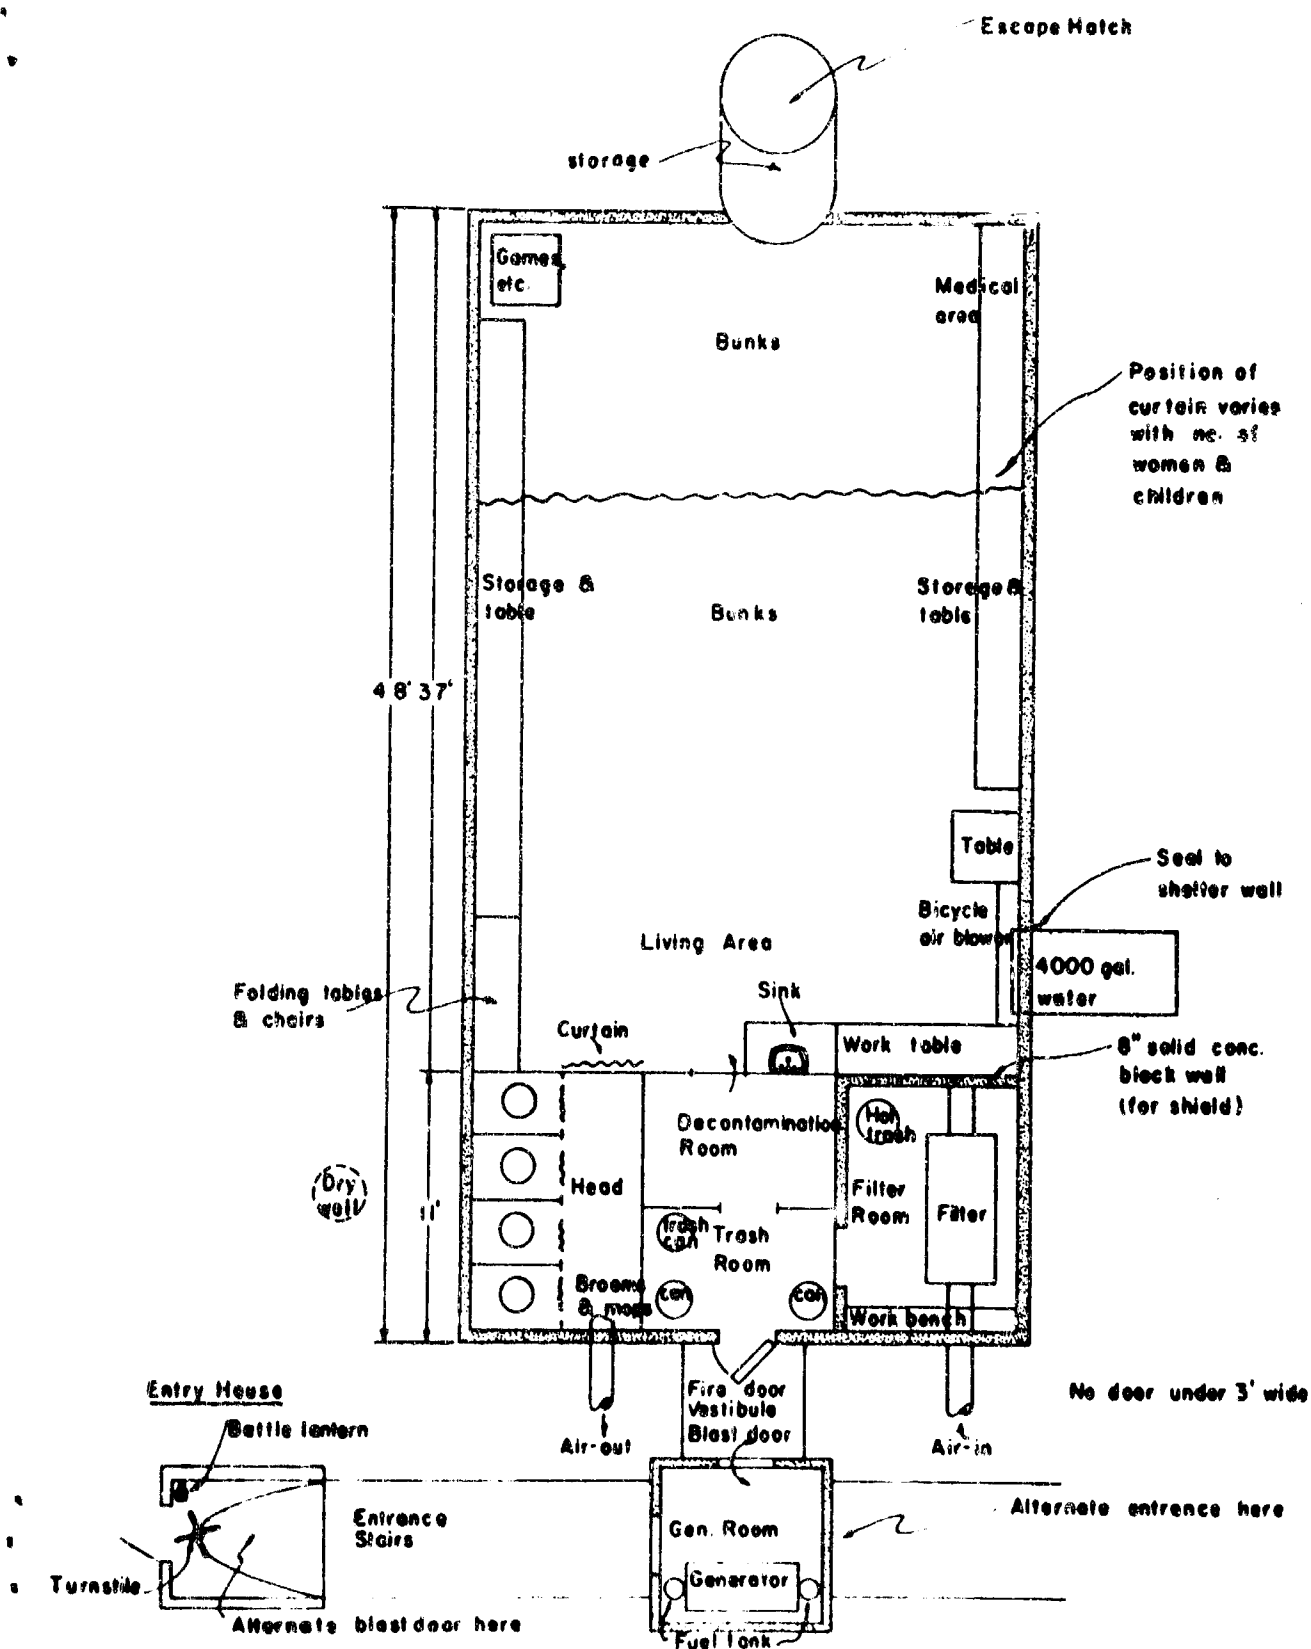 Escape Hatch
storage
Games,
etc.
Medical
area
Bunks
Position of
curtain varies
with no. of
women &
children
Storage &
table
Bunks
Storage &
table
48' 37'
Table
Seal to
shelter wall
Bicycle
air blower
Living Area
4000 gal.
water
Folding tables
& chairs
Sink
Curtain
Work table
8" solid conc.
block wall
(for shield)
Decontamination
Room
Hot
trash
Dry
well
11'
Head
Filter
Room
Filter
trash
can
Trash
Room
Brooms
& mops
can
can
Work bench
Entry House
Battle lantern
Fire door
Vestibule
Blast door
No door under 3' wide
Air-out
Air-in
Entrance
Stairs
Gen. Room
Alternate entrence here
Turnstile
Generator
Alternate blast door here
Fuel tank